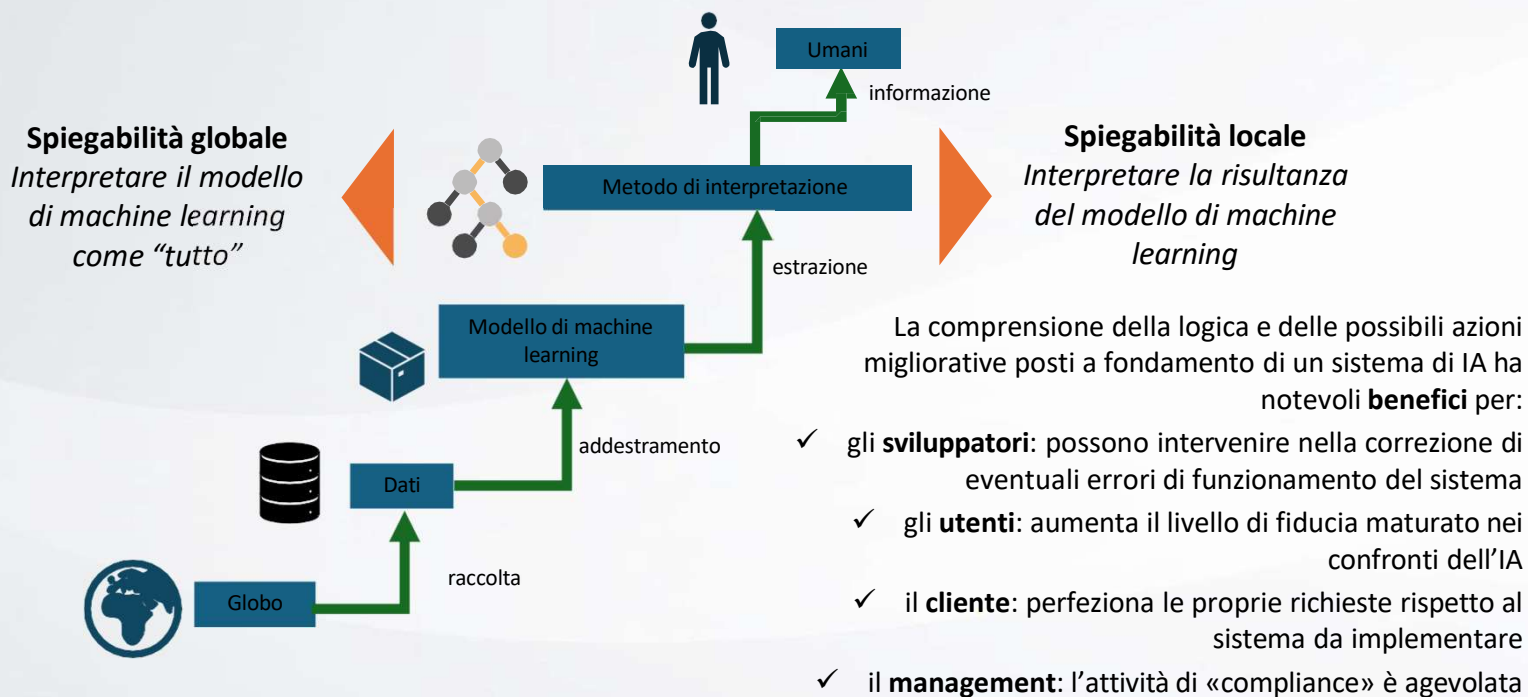 Umani
informazione
Spiegabilità globale
Interpretare il modello
di machine learning
come “tutto”
Metodo di interpretazione
Spiegabilità locale
Interpretare la risultanza
del modello di machine
learning
estrazione
Modello di machine
learning
addestramento
Dati
raccolta
Globo
La comprensione della logica e delle possibili azioni
migliorative posti a fondamento di un sistema di IA ha
notevoli benefici per:
✓ gli sviluppatori: possono intervenire nella correzione di
eventuali errori di funzionamento del sistema
✓ gli utenti: aumenta il livello di fiducia maturato nei
confronti dell’IA
✓ il cliente: perfeziona le proprie richieste rispetto al
sistema da implementare
✓ il management: l’attività di «compliance» è agevolata